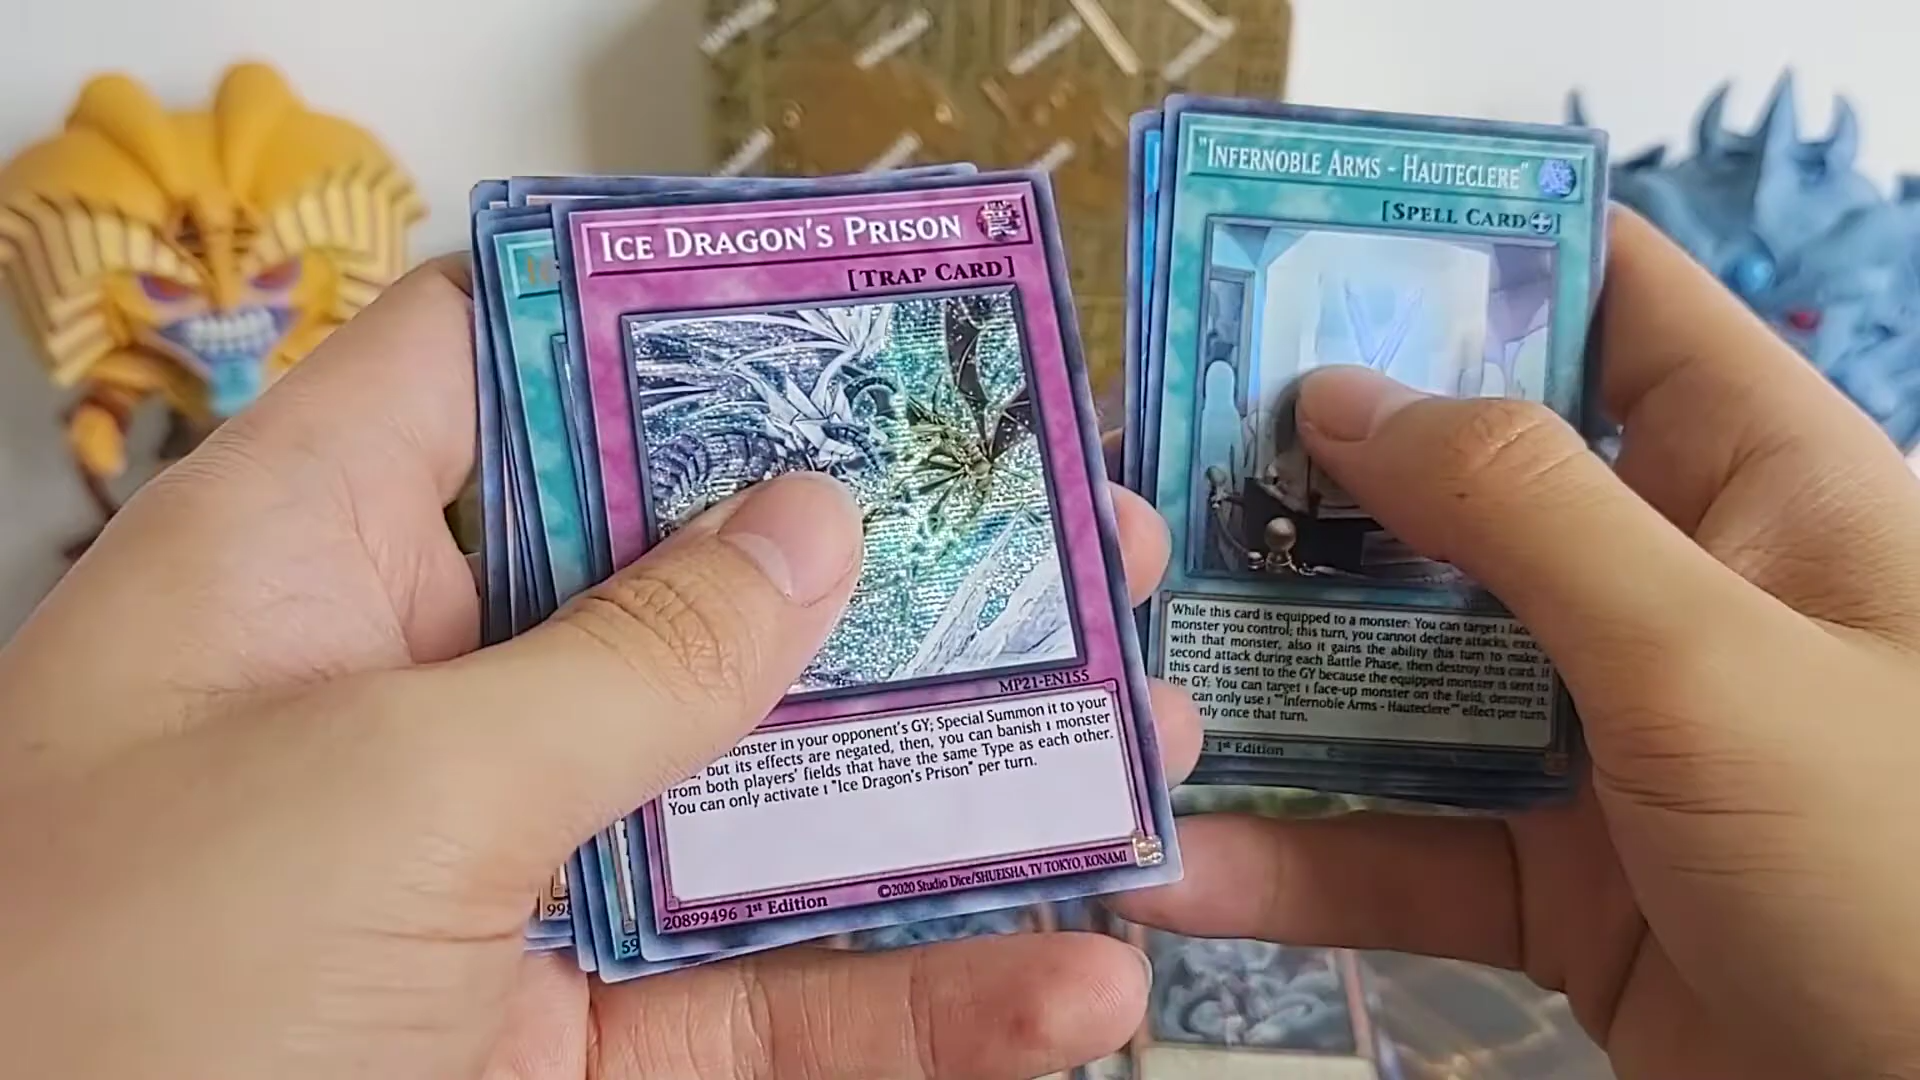 ICE DRAGON'S PRISON
[TRAP CARD]
MP21-EN155
monster in your opponent's GY; Special Summon it to your
but its effects are negated, then, you can banish 1 monster
from both players' fields that have the same Type as each other.
You can only activate 1 "Ice Dragon's Prison" per turn.
20899496 1st Edition
©2020 Studio Dice/SHUEISHA, TV TOKYO, KONAMI
99
59
"INFERNOBLE ARMS - HAUTECLERE"
[SPELL CARD]
While this card is equipped to a monster: You can target 1
monster you control; this turn, you cannot declare attacks,
with that monster, also it gains the ability this turn to make a
second attack during each Battle Phase, then destroy this card. If
this card is sent to the GY because the equipped monster is sent to
the GY: You can target 1 face-up monster on the field; destroy it.
can only use 1 ""Infernoble Arms - Hauteclere"" effect per turn,
only once that turn.
1st Edition